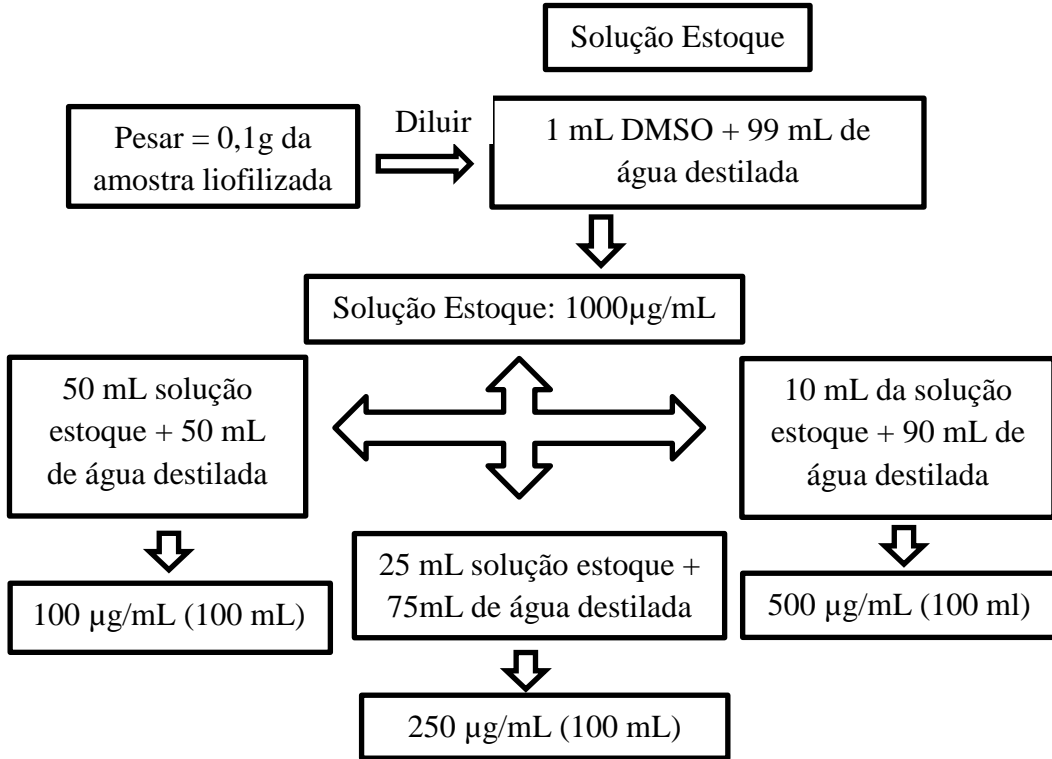 Solução Estoque
Pesar = 0,1g da
amostra liofilizada
Diluir
1 mL DMSO + 99 mL de
água destilada
Solução Estoque: 1000µg/mL
50 mL solução
estoque + 50 mL
de água destilada
10 mL da solução
estoque + 90 mL de
água destilada
25 mL solução estoque +
75mL de água destilada
100 µg/mL (100 mL)
500 µg/mL (100 ml)
250 µg/mL (100 mL)